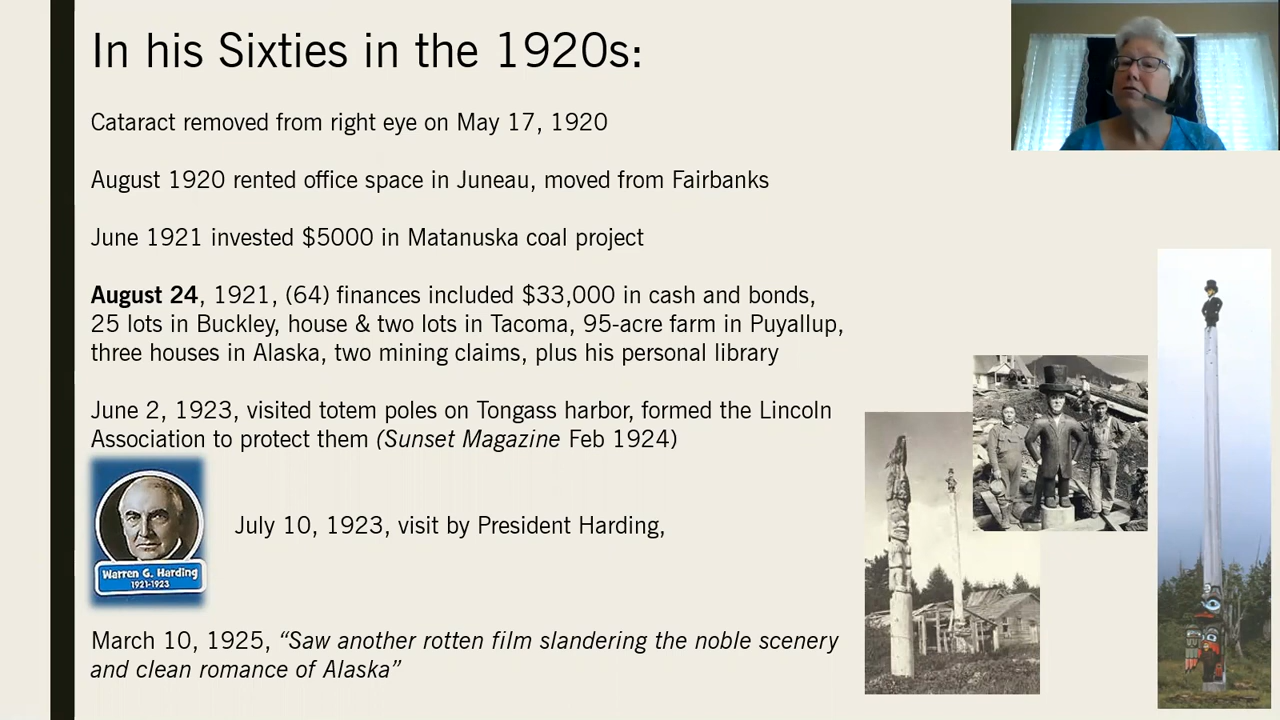 In his Sixties in the 1920s:
Cataract removed from right eye on May 17, 1920
August 1920 rented office space in Juneau, moved from Fairbanks
June 1921 invested $5000 in Matanuska coal project
August 24, 1921, (64) finances included $33,000 in cash and bonds,
25 lots in Buckley, house & two lots in Tacoma, 95-acre farm in Puyallup,
three houses in Alaska, two mining claims, plus his personal library
June 2, 1923, visited totem poles on Tongass harbor, formed the Lincoln
Association to protect them (Sunset Magazine Feb 1924)
Warren G. Harding
1921-1923
July 10, 1923, visit by President Harding,
March 10, 1925, “Saw another rotten film slandering the noble scenery
and clean romance of Alaska”